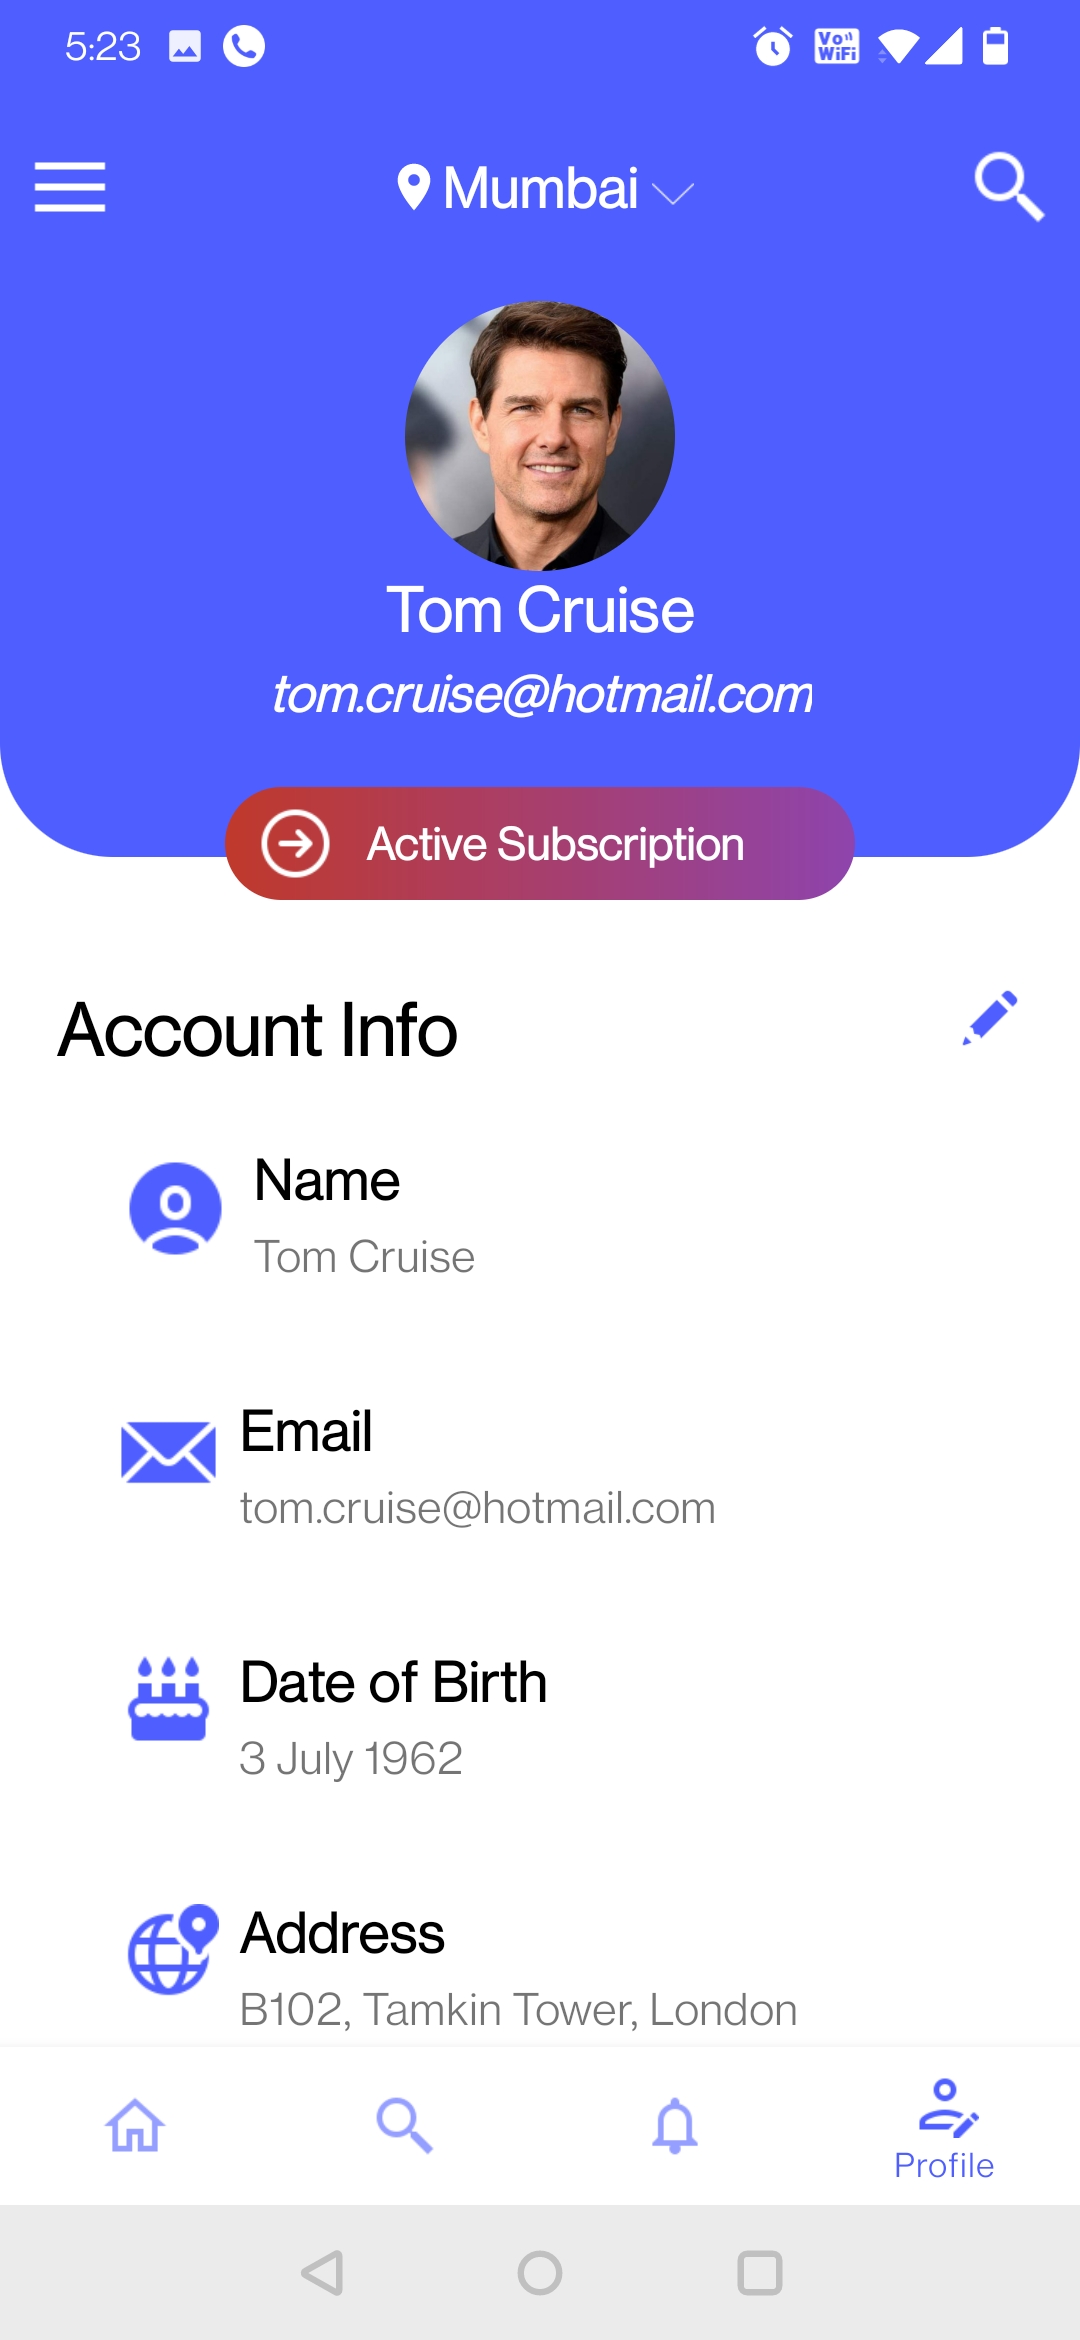 5:23
Vo WiFi
Mumbai
Tom Cruise
tom.cruise@hotmail.com
Active Subscription
Account Info
Name
Tom Cruise
Email
tom.cruise@hotmail.com
Date of Birth
3 July 1962
Address
B102, Tamkin Tower, London
Profile